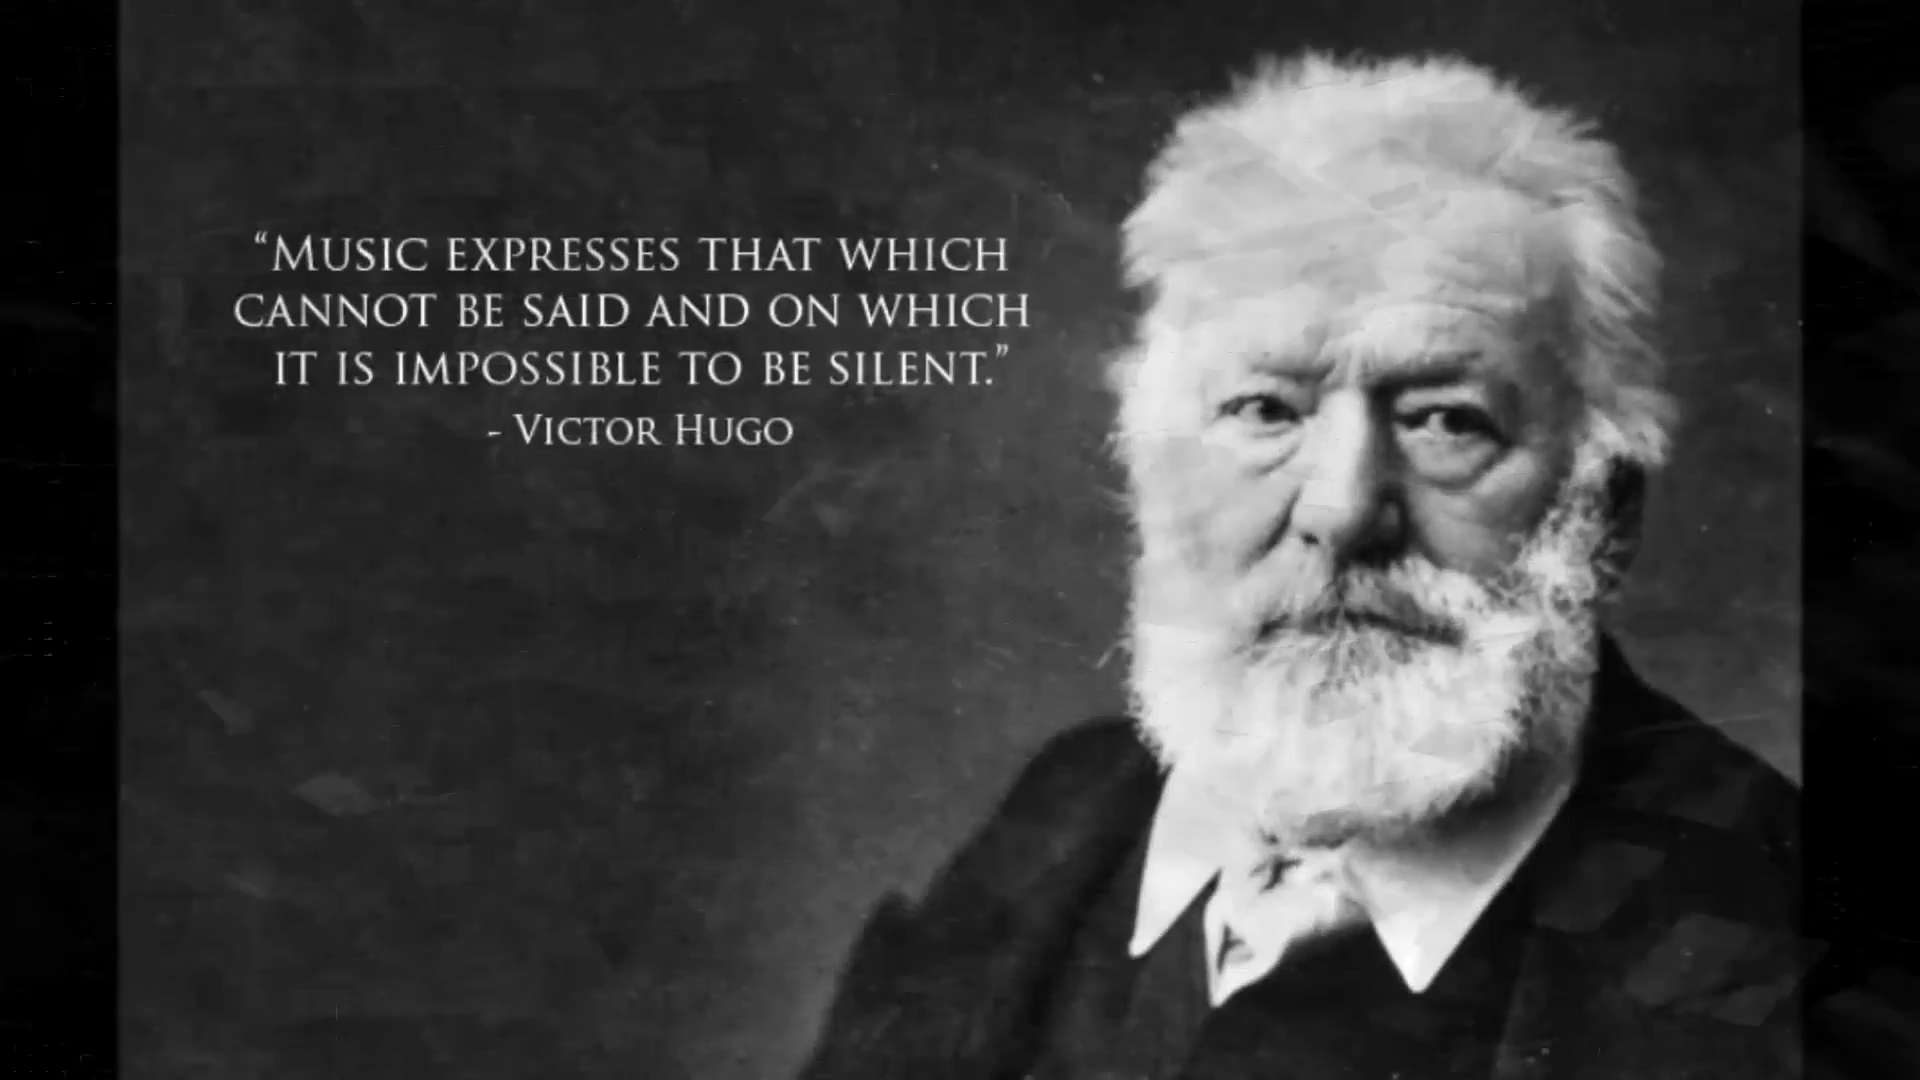 “Music expresses that which
cannot be said and on which
it is impossible to be silent.”
- Victor Hugo